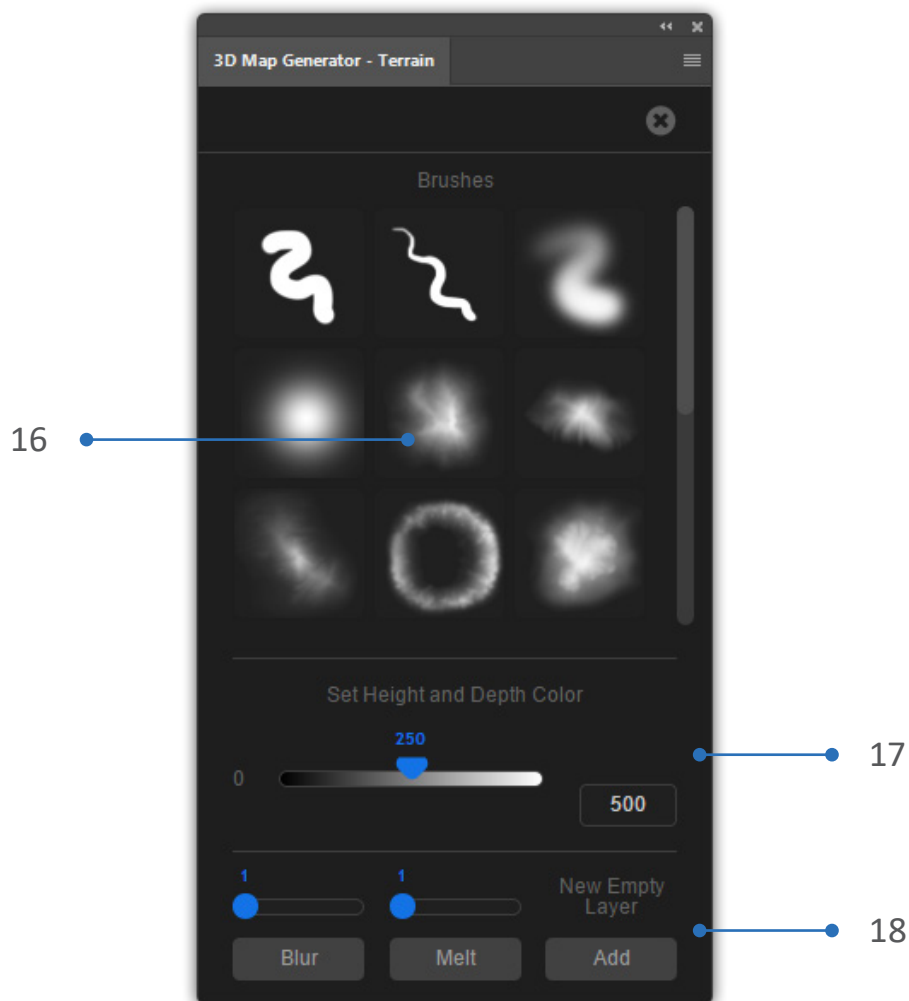 3D Map Generator - Terrain
Brushes
16
Set Height and Depth Color
250
17
0
500
1 1 New Empty
Layer
18
Blur Melt Add